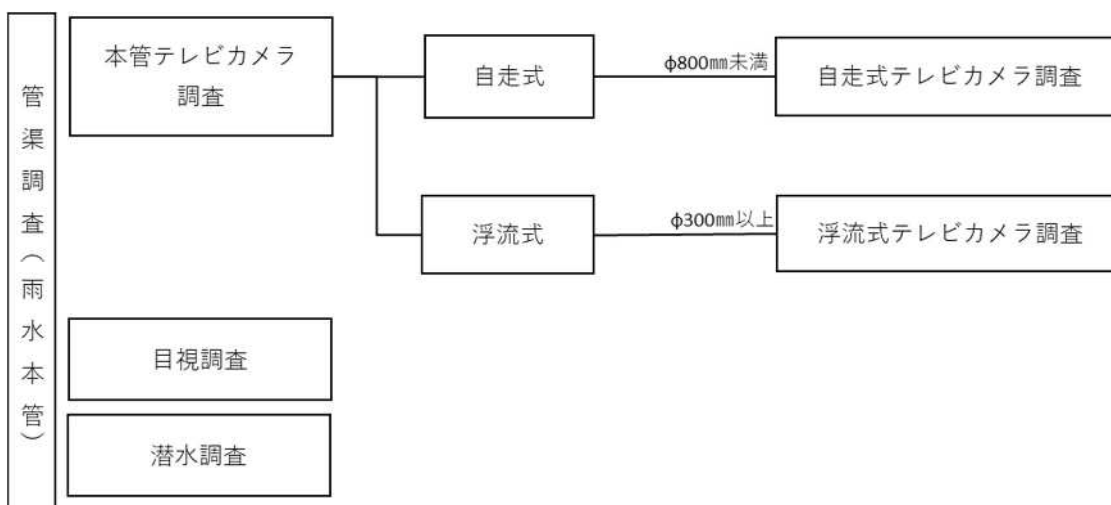 管渠調査（雨水本管）
本管テレビカメラ
調査
自走式
φ800㎜未満
自走式テレビカメラ調査
浮流式
φ300㎜以上
浮流式テレビカメラ調査
目視調査
潜水調査